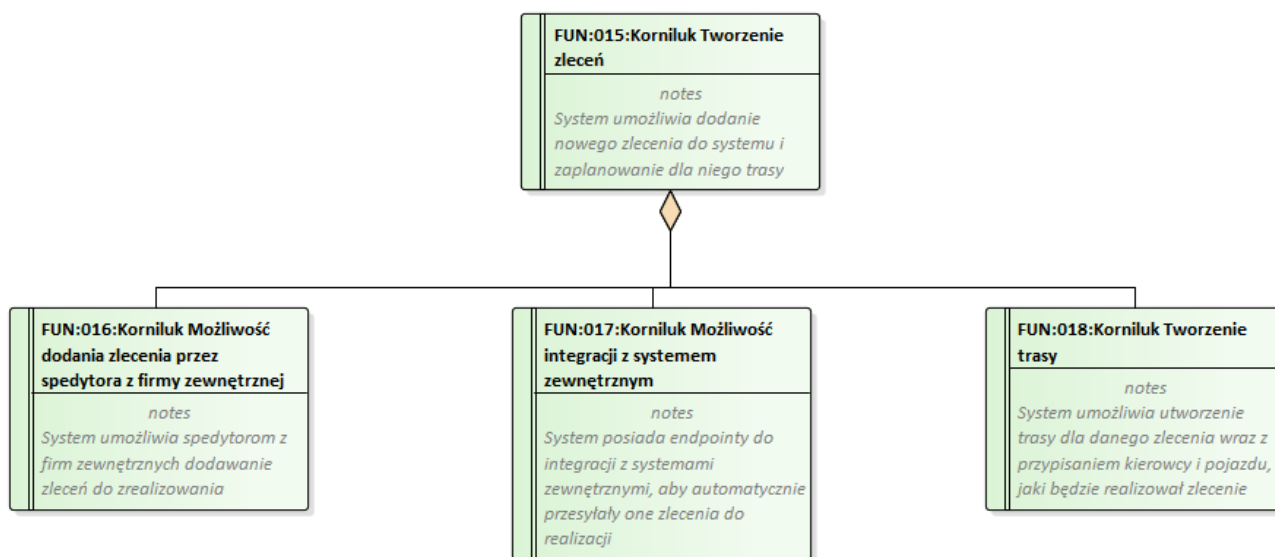 FUN:015:Korniluk Tworzenie
zleceń
notes
System umożliwia dodanie
nowego zlecenia do systemu i
zaplanowanie dla niego trasy
FUN:016:Korniluk Możliwość
dodania zlecenia przez
spedytora z firmy zewnętrznej
notes
System umożliwia spedytorom z
firm zewnętrznych dodawanie
zleceń do zrealizowania
FUN:017:Korniluk Możliwość
integracji z systemem
zewnętrznym
notes
System posiada endpointy do
integracji z systemami
zewnętrznymi, aby automatycznie
przesyłały one zlecenia do
realizacji
FUN:018:Korniluk Tworzenie
trasy
notes
System umożliwia utworzenie
trasy dla danego zlecenia wraz z
przypisaniem kierowcy i pojazdu,
jaki będzie realizował zlecenie